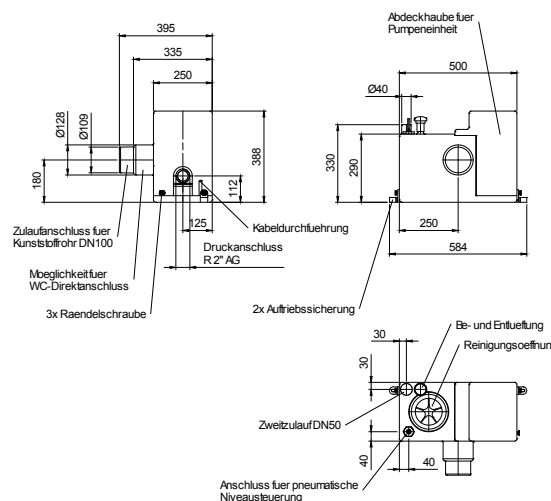 395
335
250
Ø128
Ø109
180
388
112
125
Zulaufanschluss fuer
Kunststoffrohr DN100
Moeglichkeit fuer
WC-Direktanschluss
3x Raendelschraube
Kabeldurchfuehrung
Druckanschluss
R 2" AG
Abdeckhaube fuer
Pumpeneinheit
500
Ø40
330
290
250
584
2x Auftriebssicherung
30
30
Be- und Entlueftung
Reinigungsoeffnun
Zweitzulauf DN50
40
40
Anschluss fuer pneumatische
Niveausteuerung